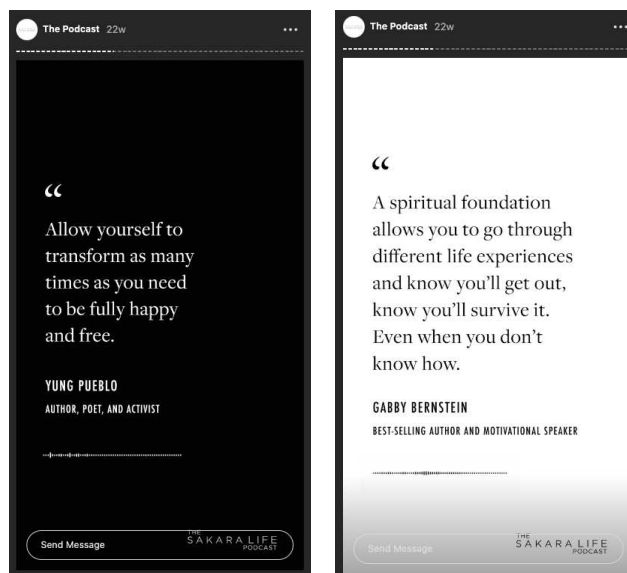 The Podcast 22w
“
Allow yourself to
transform as many
times as you need
to be fully happy
and free.
YUNG PUEBLO
AUTHOR, POET, AND ACTIVIST
Send Message
THE
SAKARA LIFE
PODCAST
The Podcast 22w
“
A spiritual foundation
allows you to go through
different life experiences
and know you’ll get out,
know you’ll survive it.
Even when you don’t
know how.
GABBY BERNSTEIN
BEST-SELLING AUTHOR AND MOTIVATIONAL SPEAKER
Send Message
THE
SAKARA LIFE
PODCAST